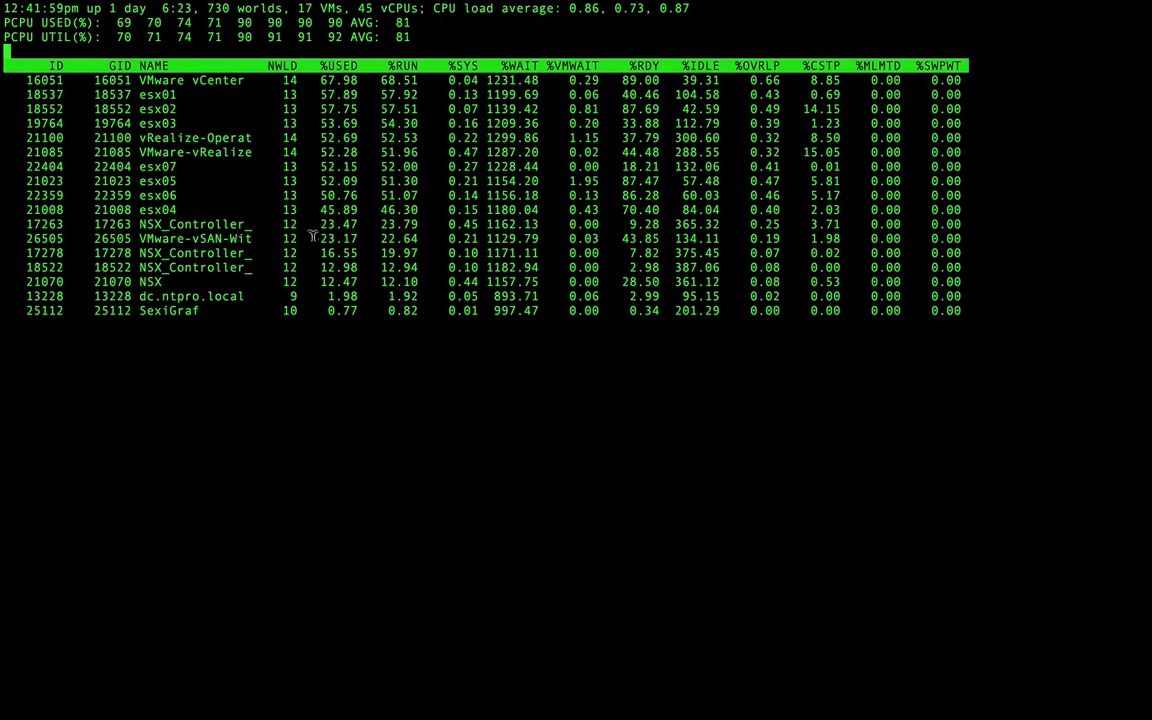 12:41:59pm up 1 day  6:23, 730 worlds, 17 VMs, 45 vCPUs; CPU load average: 0.86, 0.73, 0.87
PCPU USED(%):  69  70  74  71  90  90  90  90 AVG:  81
PCPU UTIL(%):  70  71  74  71  90  91  91  92 AVG:  81
ID GID NAME NWLD %USED %RUN %SYS %WAIT %VMWAIT %RDY %IDLE %OVRLP %CSTP %MLMTD %SWPWT
16051 16051 VMware vCenter 14 67.98 68.51 0.04 1231.48 0.29 89.00 39.31 0.66 8.85 0.00 0.00
18537 18537 esx01 13 57.89 57.92 0.13 1199.69 0.06 40.46 104.58 0.43 0.69 0.00 0.00
18552 18552 esx02 13 57.75 57.51 0.07 1139.42 0.81 87.69 42.59 0.49 14.15 0.00 0.00
19764 19764 esx03 13 53.69 54.30 0.16 1209.36 0.20 33.88 112.79 0.39 1.23 0.00 0.00
21100 21100 vRealize-Operat 14 52.69 52.53 0.22 1299.86 1.15 37.79 300.60 0.32 8.50 0.00 0.00
21085 21085 VMware-vRealize 14 52.28 51.96 0.47 1287.20 0.02 44.48 288.55 0.32 15.05 0.00 0.00
22404 22404 esx07 13 52.15 52.00 0.27 1228.44 0.00 18.21 132.06 0.41 0.01 0.00 0.00
21023 21023 esx05 13 52.09 51.30 0.21 1154.20 1.95 87.47 57.48 0.47 5.81 0.00 0.00
22359 22359 esx06 13 50.76 51.07 0.14 1156.18 0.13 86.28 60.03 0.46 5.17 0.00 0.00
21008 21008 esx04 13 45.89 46.30 0.15 1180.04 0.43 70.40 84.04 0.40 2.03 0.00 0.00
17263 17263 NSX_Controller_ 12 23.47 23.79 0.45 1162.13 0.00 9.28 365.32 0.25 3.71 0.00 0.00
26505 26505 VMware-vSAN-Wit 12 23.17 22.64 0.21 1129.79 0.03 43.85 134.11 0.19 1.98 0.00 0.00
17278 17278 NSX_Controller_ 12 16.55 19.97 0.10 1171.11 0.00 7.82 375.45 0.07 0.02 0.00 0.00
18522 18522 NSX_Controller_ 12 12.98 12.94 0.10 1182.94 0.00 2.98 387.06 0.08 0.00 0.00 0.00
21070 21070 NSX 12 12.47 12.10 0.44 1157.75 0.00 28.50 361.12 0.08 0.53 0.00 0.00
13228 13228 dc.ntpro.local 9 1.98 1.92 0.05 893.71 0.06 2.99 95.15 0.02 0.00 0.00 0.00
25112 25112 SexiGraf 10 0.77 0.82 0.01 997.47 0.00 0.34 201.29 0.00 0.00 0.00 0.00